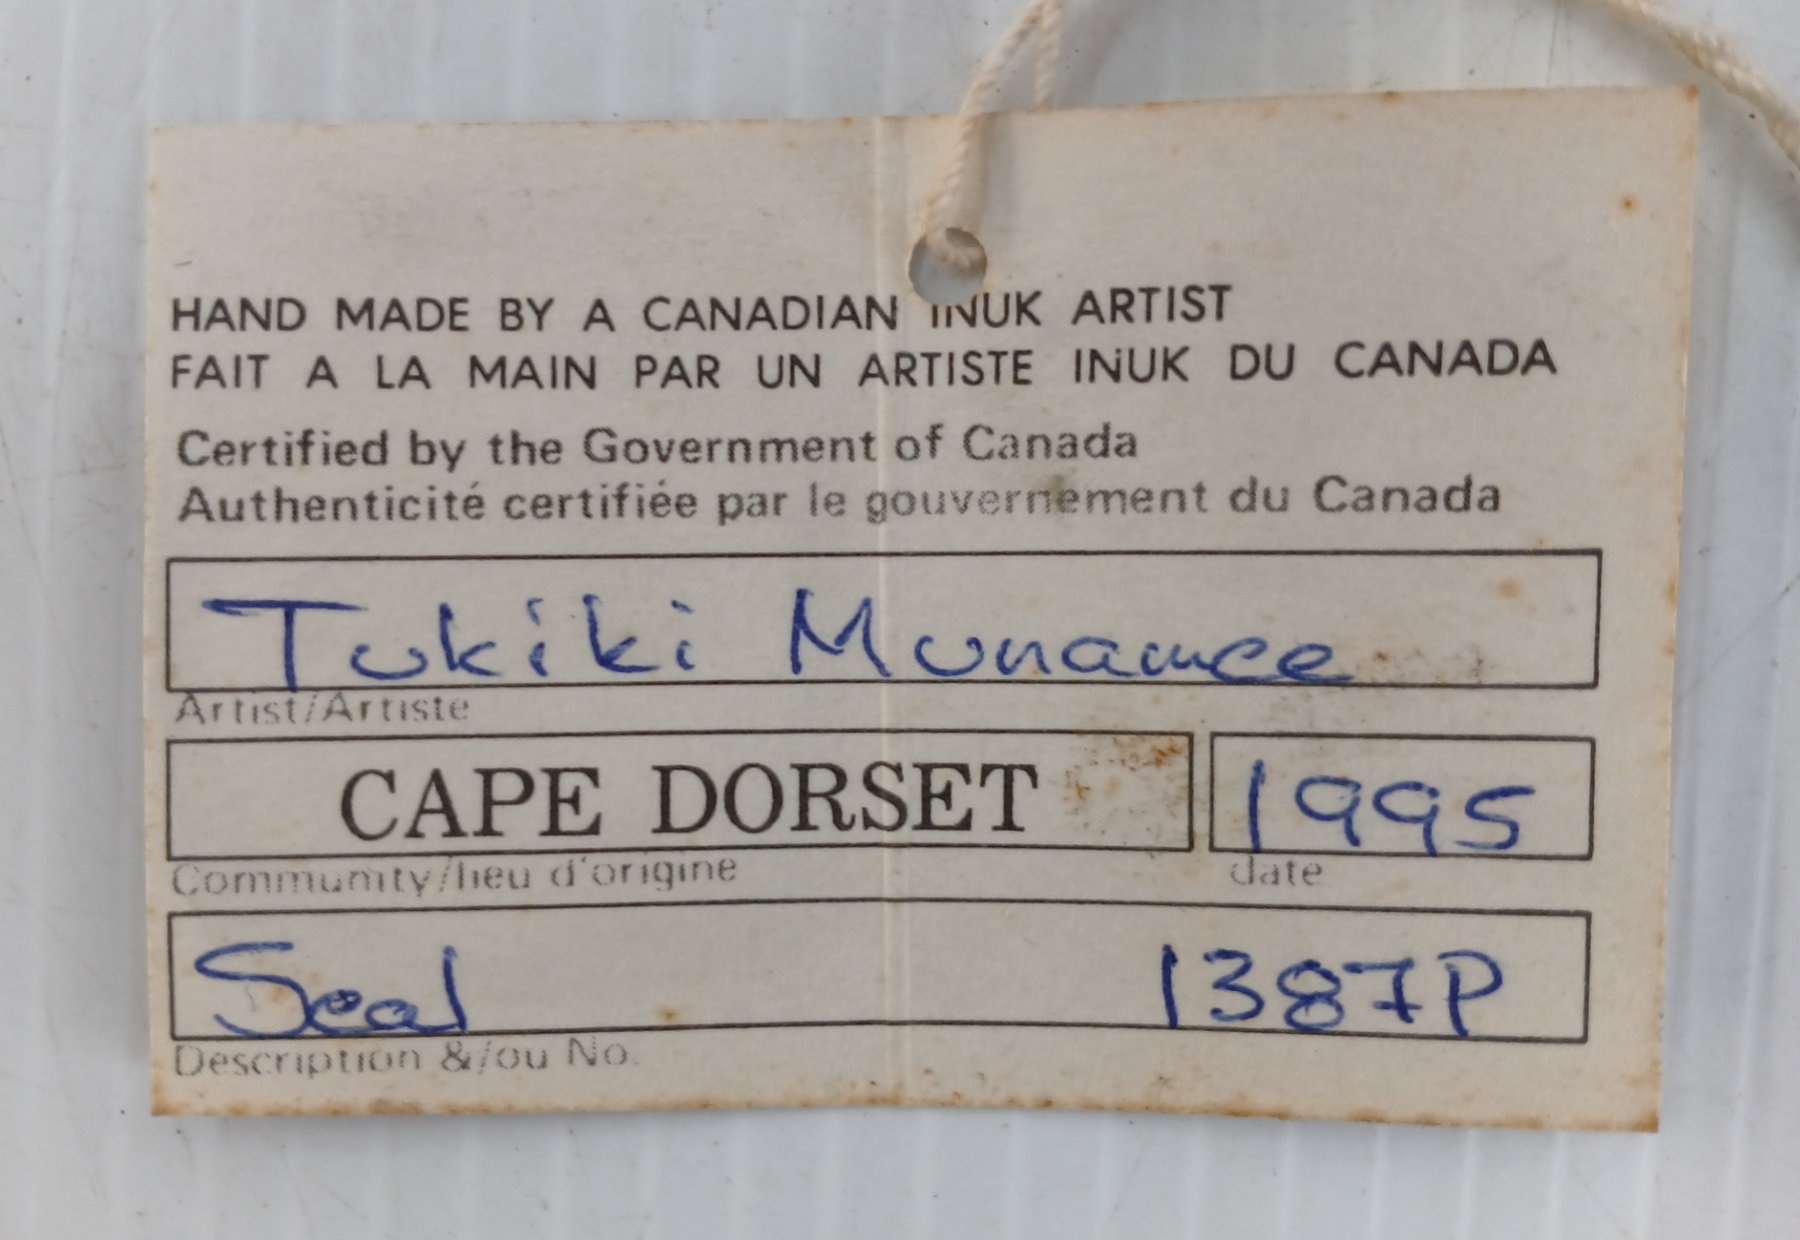 HAND MADE BY A CANADIAN INUK ARTIST
FAIT A LA MAIN PAR UN ARTISTE INUK DU CANADA
Certified by the Government of Canada
Authenticité certifiée par le gouvernement du Canada
Tukiki Munamee
Artist/Artiste
CAPE DORSET 1995
Community/lieu d'origine date
Seal 1387P
Description &/ou No.